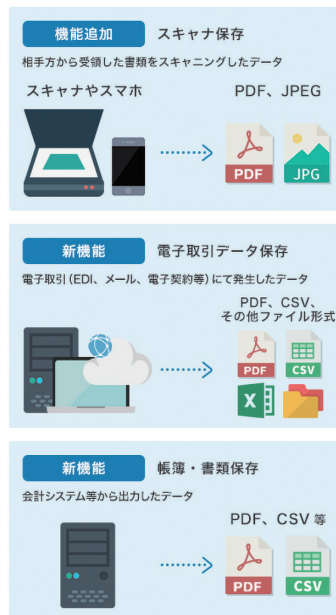 機能追加 スキャナ保存
相手方から受領した書類をスキャニングしたデータ
スキャナやスマホ PDF、JPEG
PDF JPG
新機能 電子取引データ保存
電子取引（EDI、メール、電子契約等）にて発生したデータ
PDF、CSV、
その他ファイル形式
PDF CSV
X
新機能 帳簿・書類保存
会計システム等から出力したデータ
PDF、CSV 等
PDF CSV